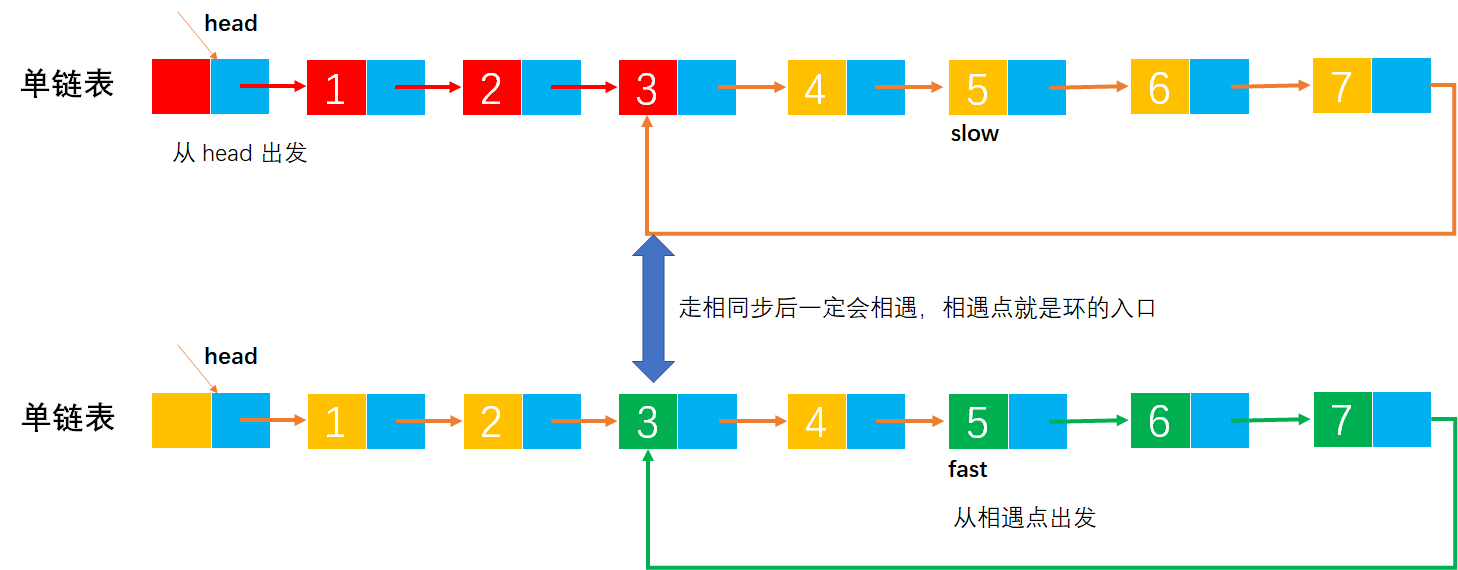 head
单链表
1 2 3 4 5 6 7
slow
从 head 出发
走相同步后一定会相遇，相遇点就是环的入口
head
单链表
1 2 3 4 5 6 7
fast
从相遇点出发